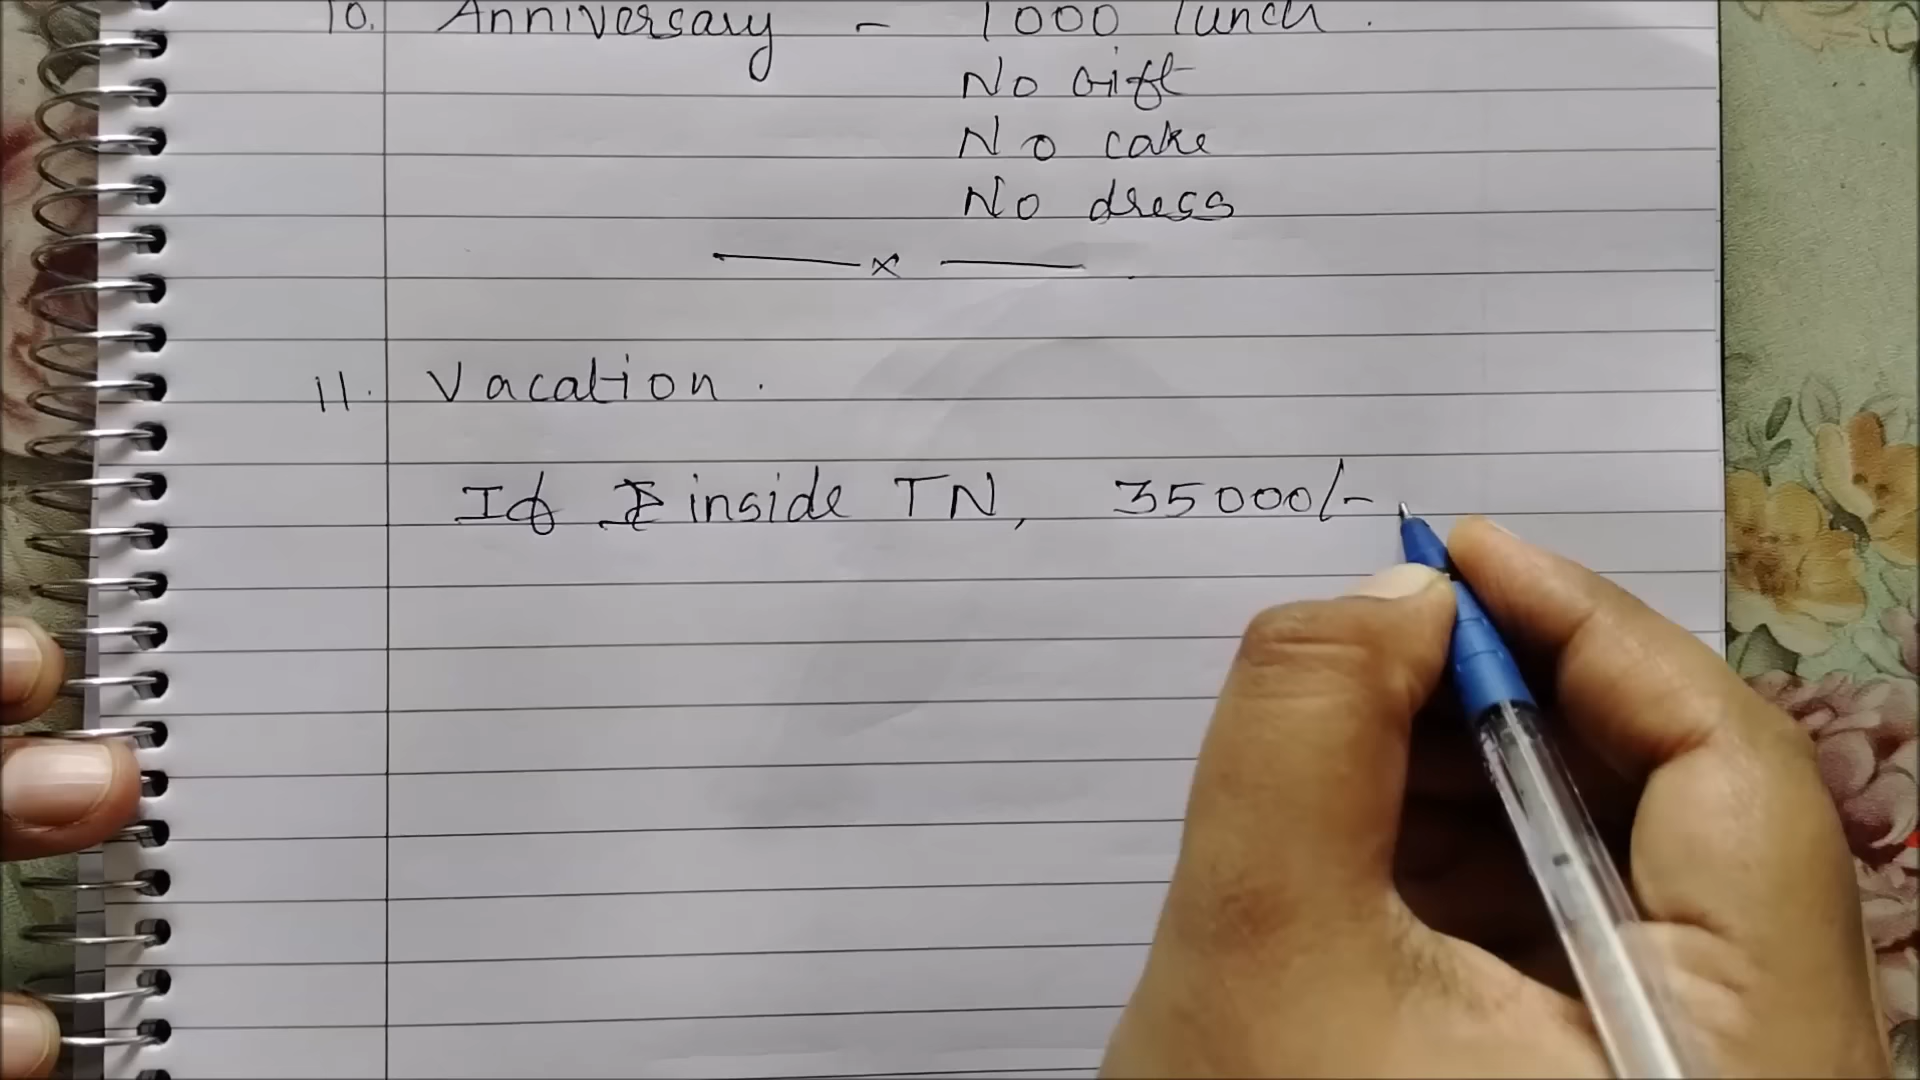 10. Anniversary - 1000 lunch.
No Gift
No cake
No dress
x
11. Vacation.
If inside TN, 35000/-